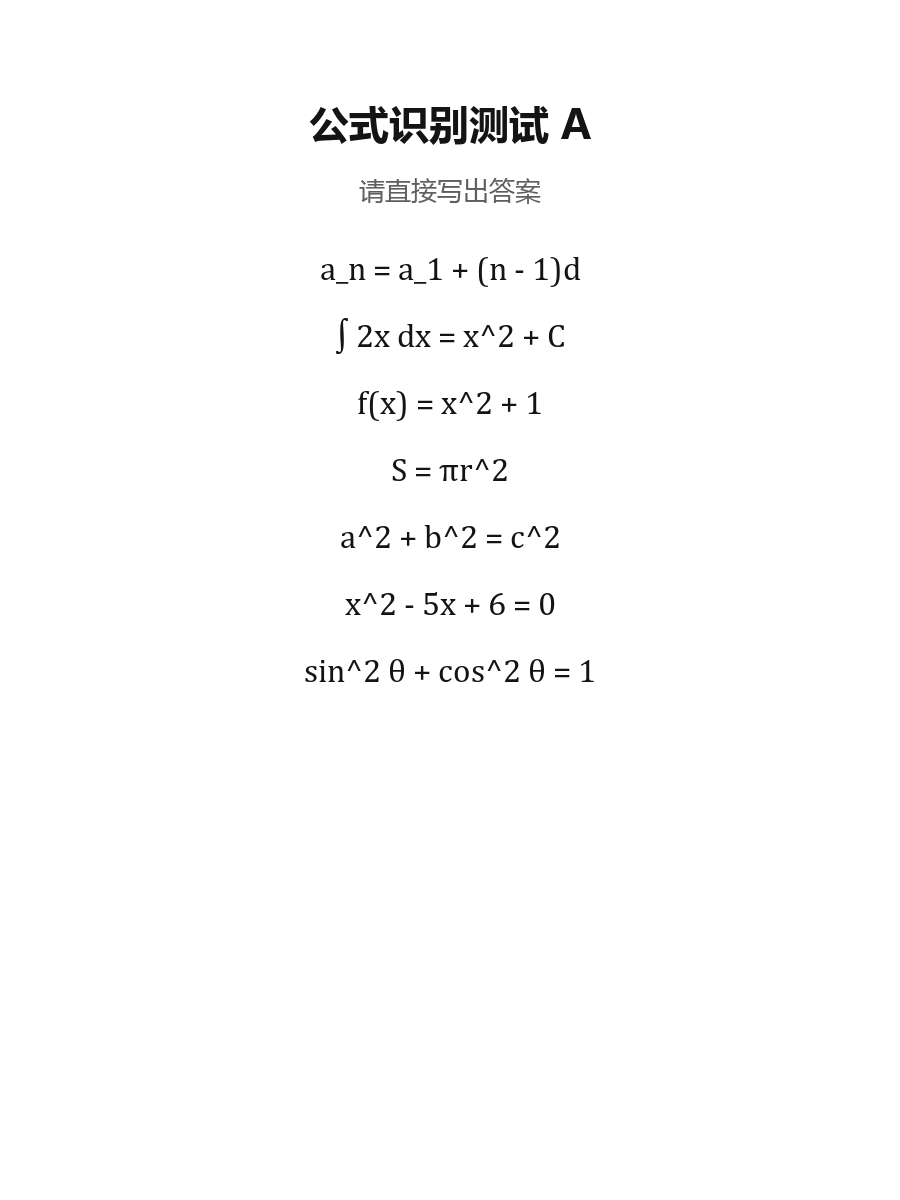 公式识别测试 A
请直接写出答案
a_n = a_1 + (n - 1)d
∫ 2x dx = x^2 + C
f(x) = x^2 + 1
S = πr^2
a^2 + b^2 = c^2
x^2 - 5x + 6 = 0
sin^2 θ + cos^2 θ = 1